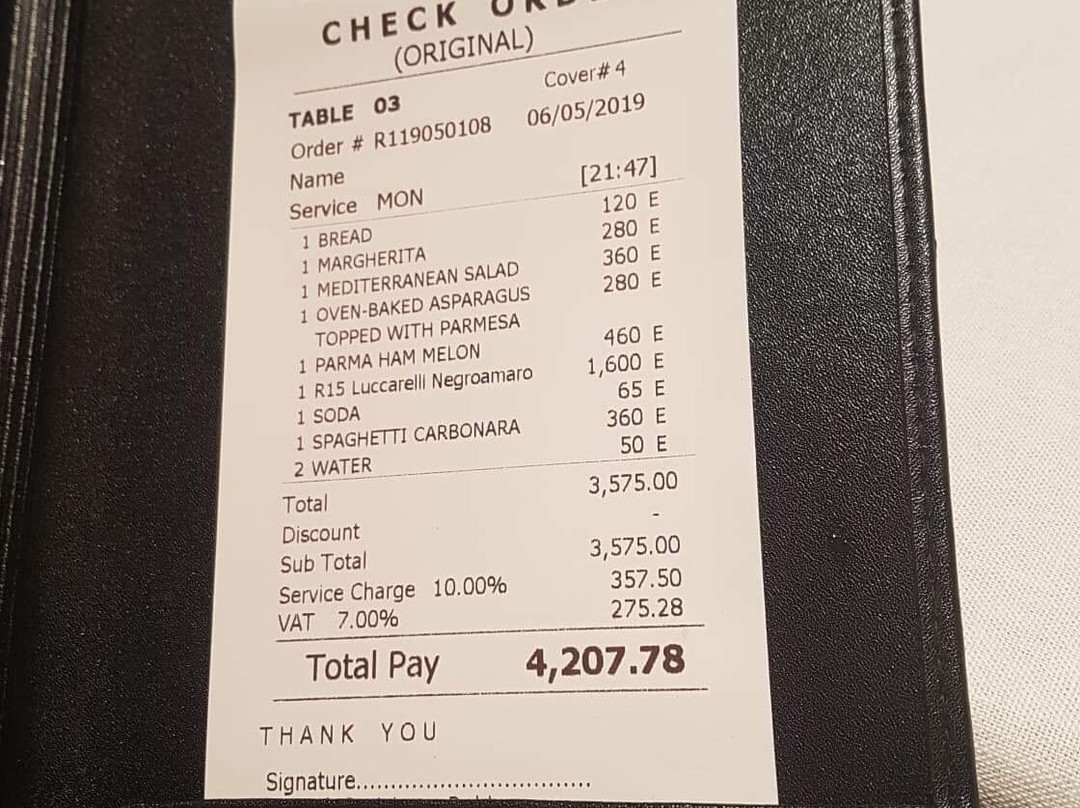 CHECK
(ORIGINAL)
Cover# 4
TABLE 03
Order # R119050108 06/05/2019
Name
Service MON [21:47]
1 BREAD 120 E
1 MARGHERITA 280 E
1 MEDITERRANEAN SALAD 360 E
1 OVEN-BAKED ASPARAGUS 280 E
TOPPED WITH PARMESA
1 PARMA HAM MELON 460 E
1 R15 Luccarelli Negroamaro 1,600 E
1 SODA 65 E
1 SPAGHETTI CARBONARA 360 E
2 WATER 50 E
Total 3,575.00
Discount -
Sub Total 3,575.00
Service Charge 10.00% 357.50
VAT 7.00% 275.28
Total Pay 4,207.78
THANK YOU
Signature..................................